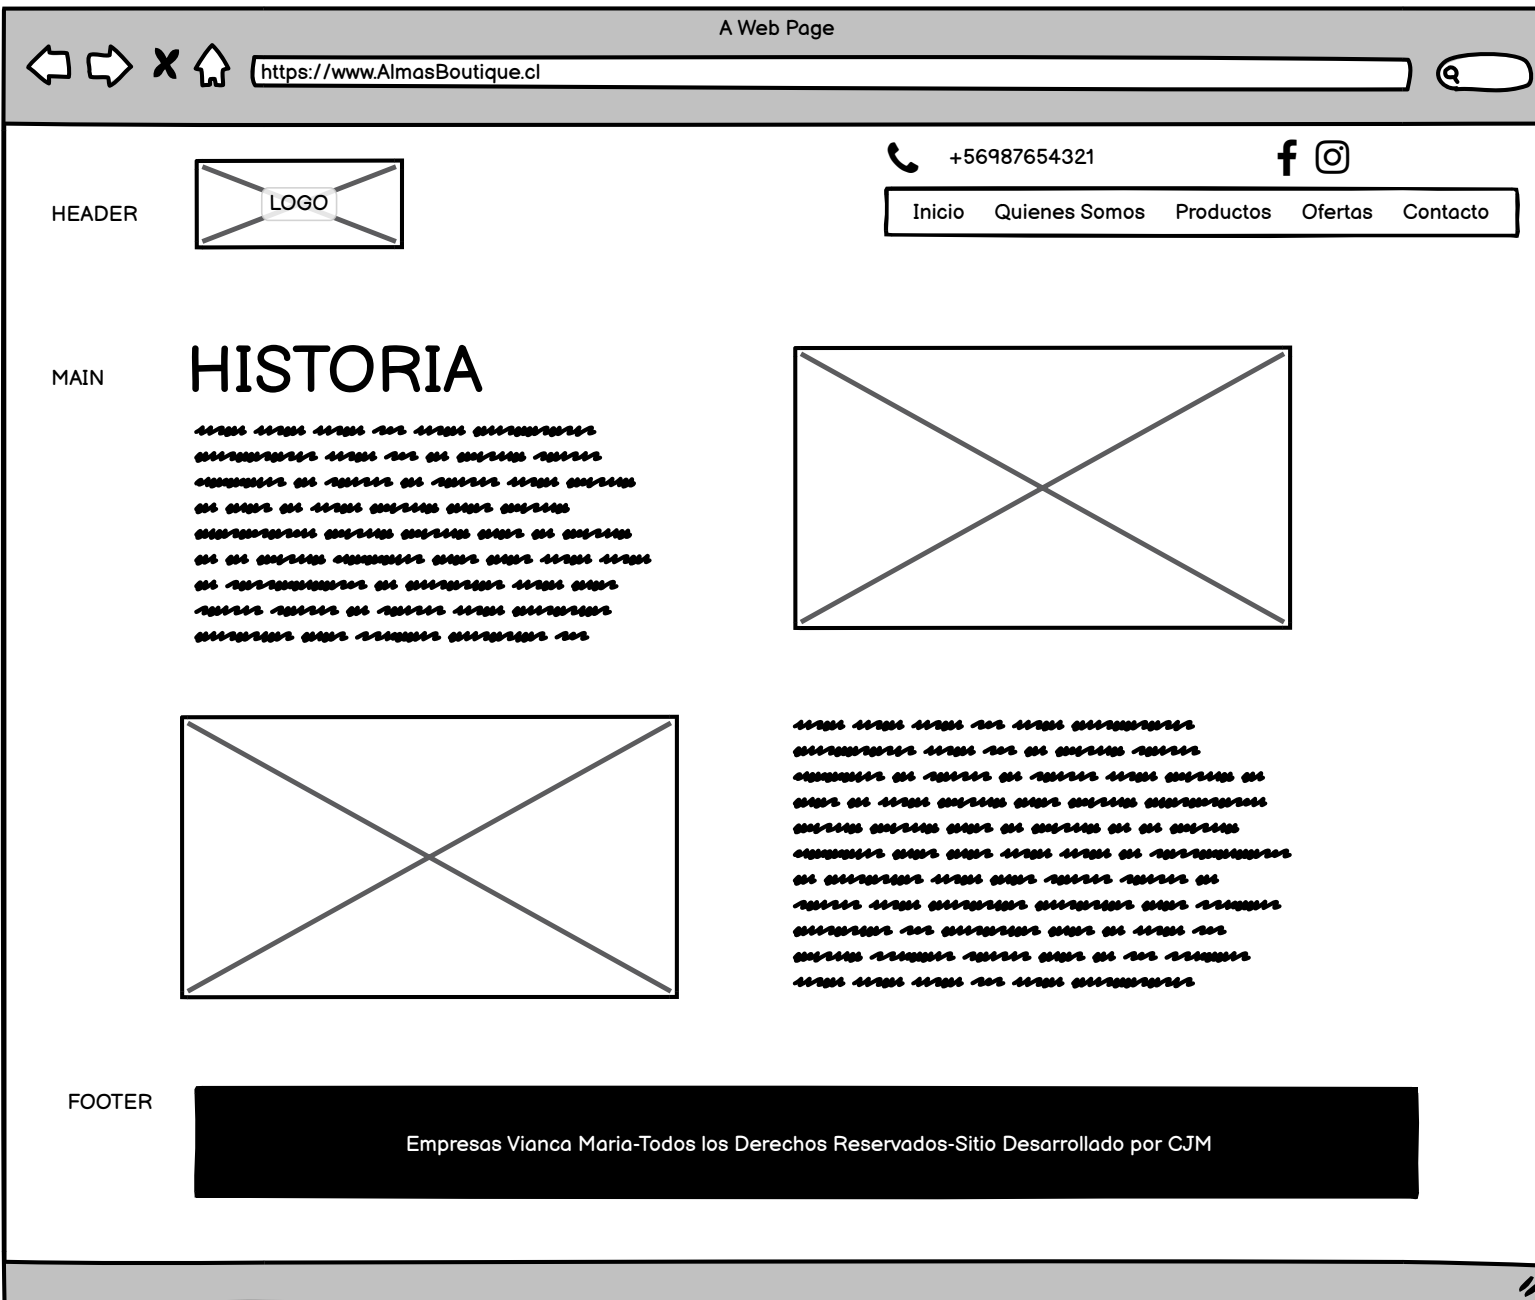 A Web Page
https://www.AlmasBoutique.cl
+56987654321
HEADER
LOGO
Inicio Quienes Somos Productos Ofertas Contacto
MAIN
HISTORIA
FOOTER
Empresas Vianca Maria-Todos los Derechos Reservados-Sitio Desarrollado por CJM